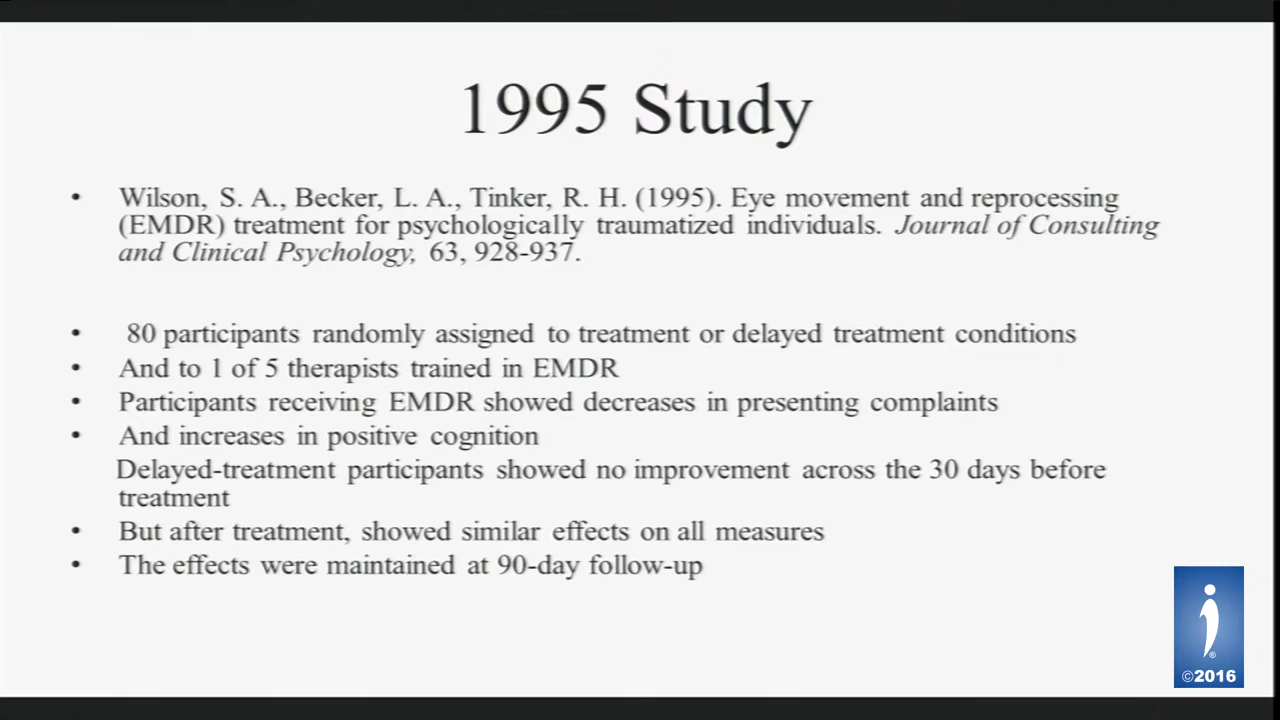 1995 Study
• Wilson, S. A., Becker, L. A., Tinker, R. H. (1995). Eye movement and reprocessing
(EMDR) treatment for psychologically traumatized individuals. Journal of Consulting
and Clinical Psychology, 63, 928-937.
• 80 participants randomly assigned to treatment or delayed treatment conditions
• And to 1 of 5 therapists trained in EMDR
• Participants receiving EMDR showed decreases in presenting complaints
• And increases in positive cognition
Delayed-treatment participants showed no improvement across the 30 days before
treatment
• But after treatment, showed similar effects on all measures
• The effects were maintained at 90-day follow-up
®
©2016